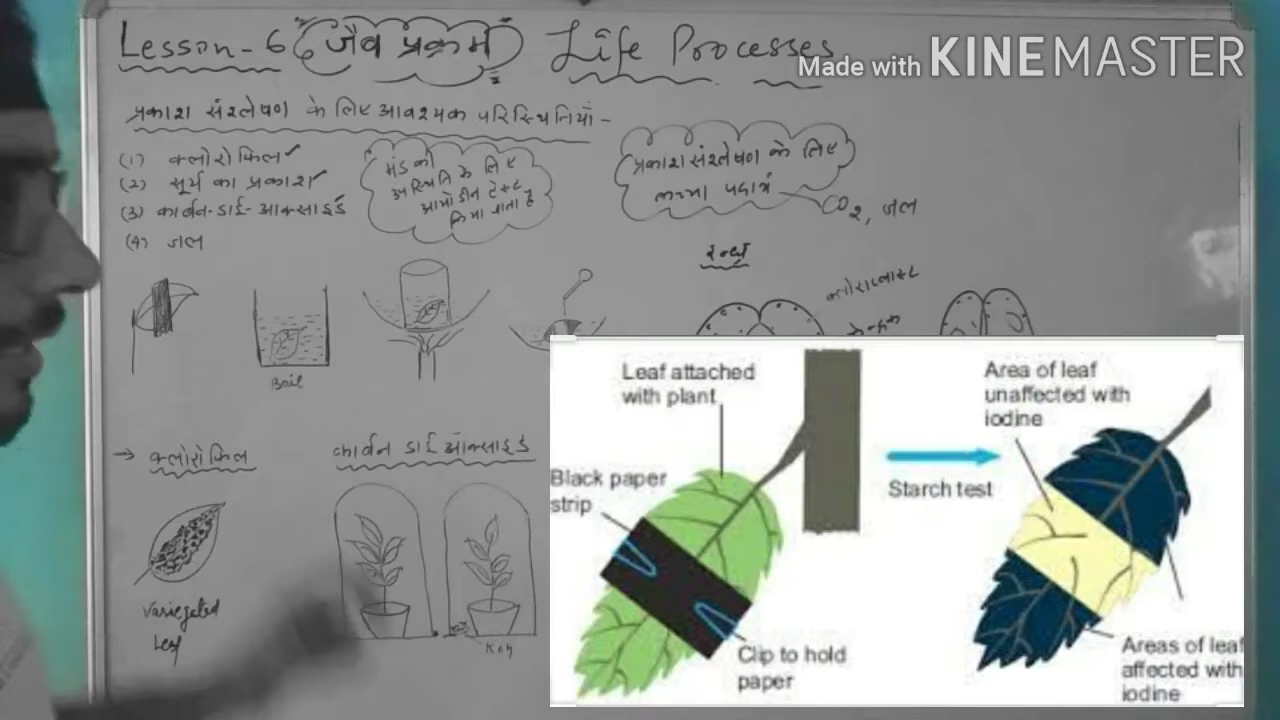 Lesson-6 जैव प्रक्रम Life Processes
Made with KINEMASTER
प्रकाश संश्लेषण के लिए आवश्यक परिस्थितियाँ-
(1) क्लोरोफिल
(2) सूर्य का प्रकाश
(3) कार्बन-डाई-आक्साईड
(4) जल
मंड की
उपस्थिति के लिए
आयोडीन टेस्ट
किया जाता है
प्रकाश संश्लेषण के लिए
कच्चा पदार्थ
CO2, जल
रन्ध्र
क्लोरोप्लास्ट
Boil
→ क्लोरोफिल
Variegated
Leaf
कार्बन डाई ऑक्साइड
KOH
Leaf attached
with plant
Black paper
strip
Clip to hold
paper
Starch test
Area of leaf
unaffected with
iodine
Areas of leaf
affected with
iodine